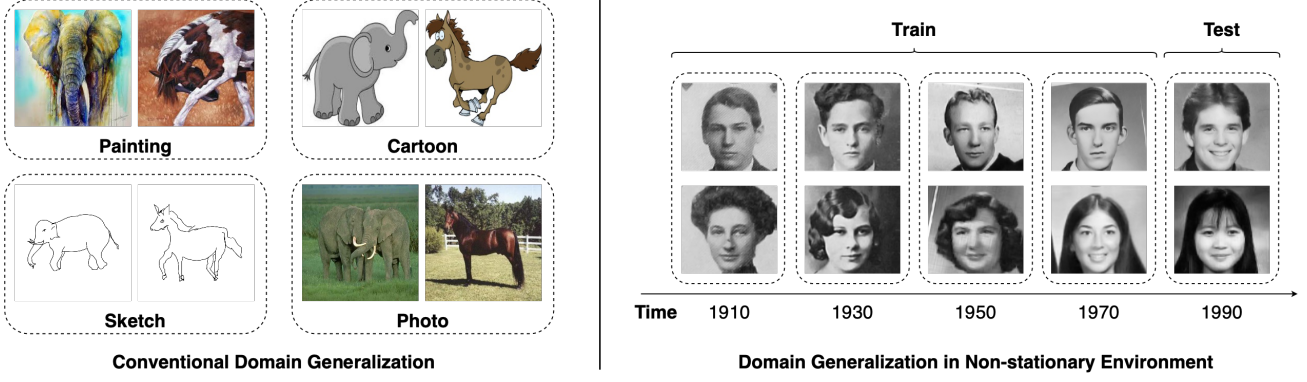 Painting
Cartoon
Sketch
Photo
Conventional Domain Generalization
Train
Test
Time 1910 1930 1950 1970 1990
Domain Generalization in Non-stationary Environment